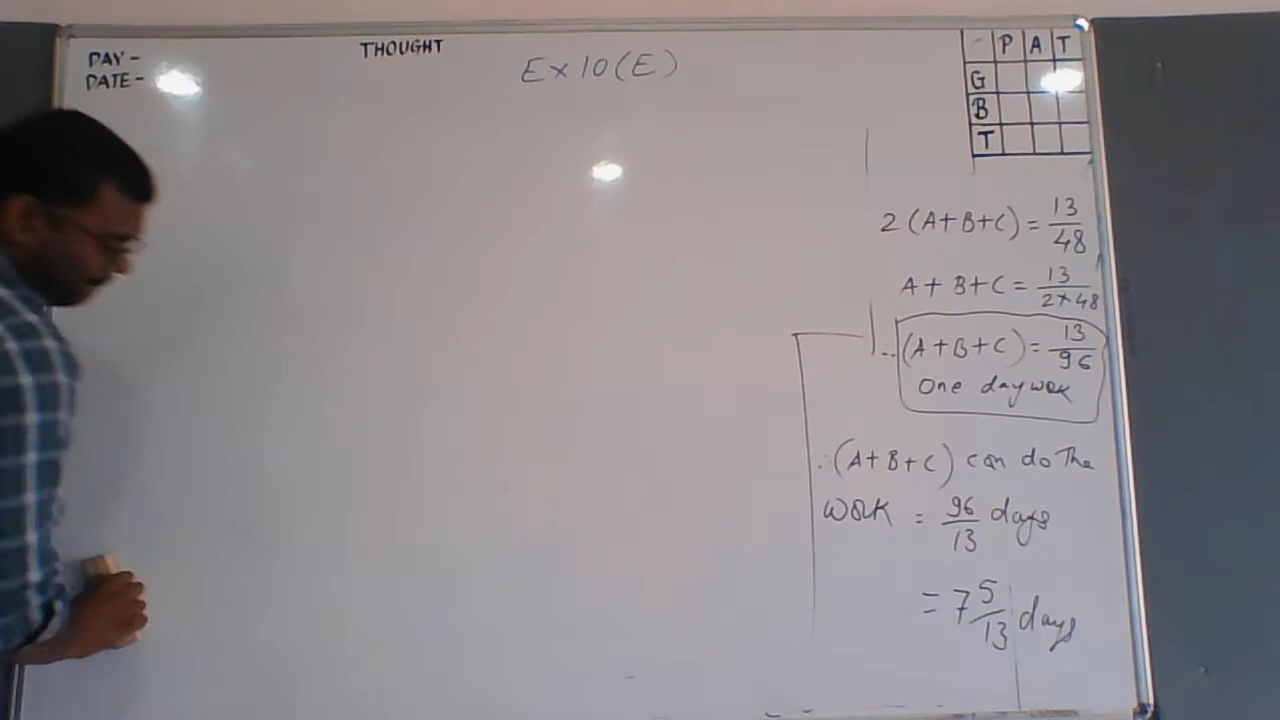 DAY -
DATE -
THOUGHT
Ex 10(E)
- P A T
G
B
T
2 (A+B+C) = 13/48
A + B + C = 13/2×48
∴ (A+B+C) = 13/96
One day work
∴ (A+B+C) can do The
work = 96/13 days
= 7 5/13 days